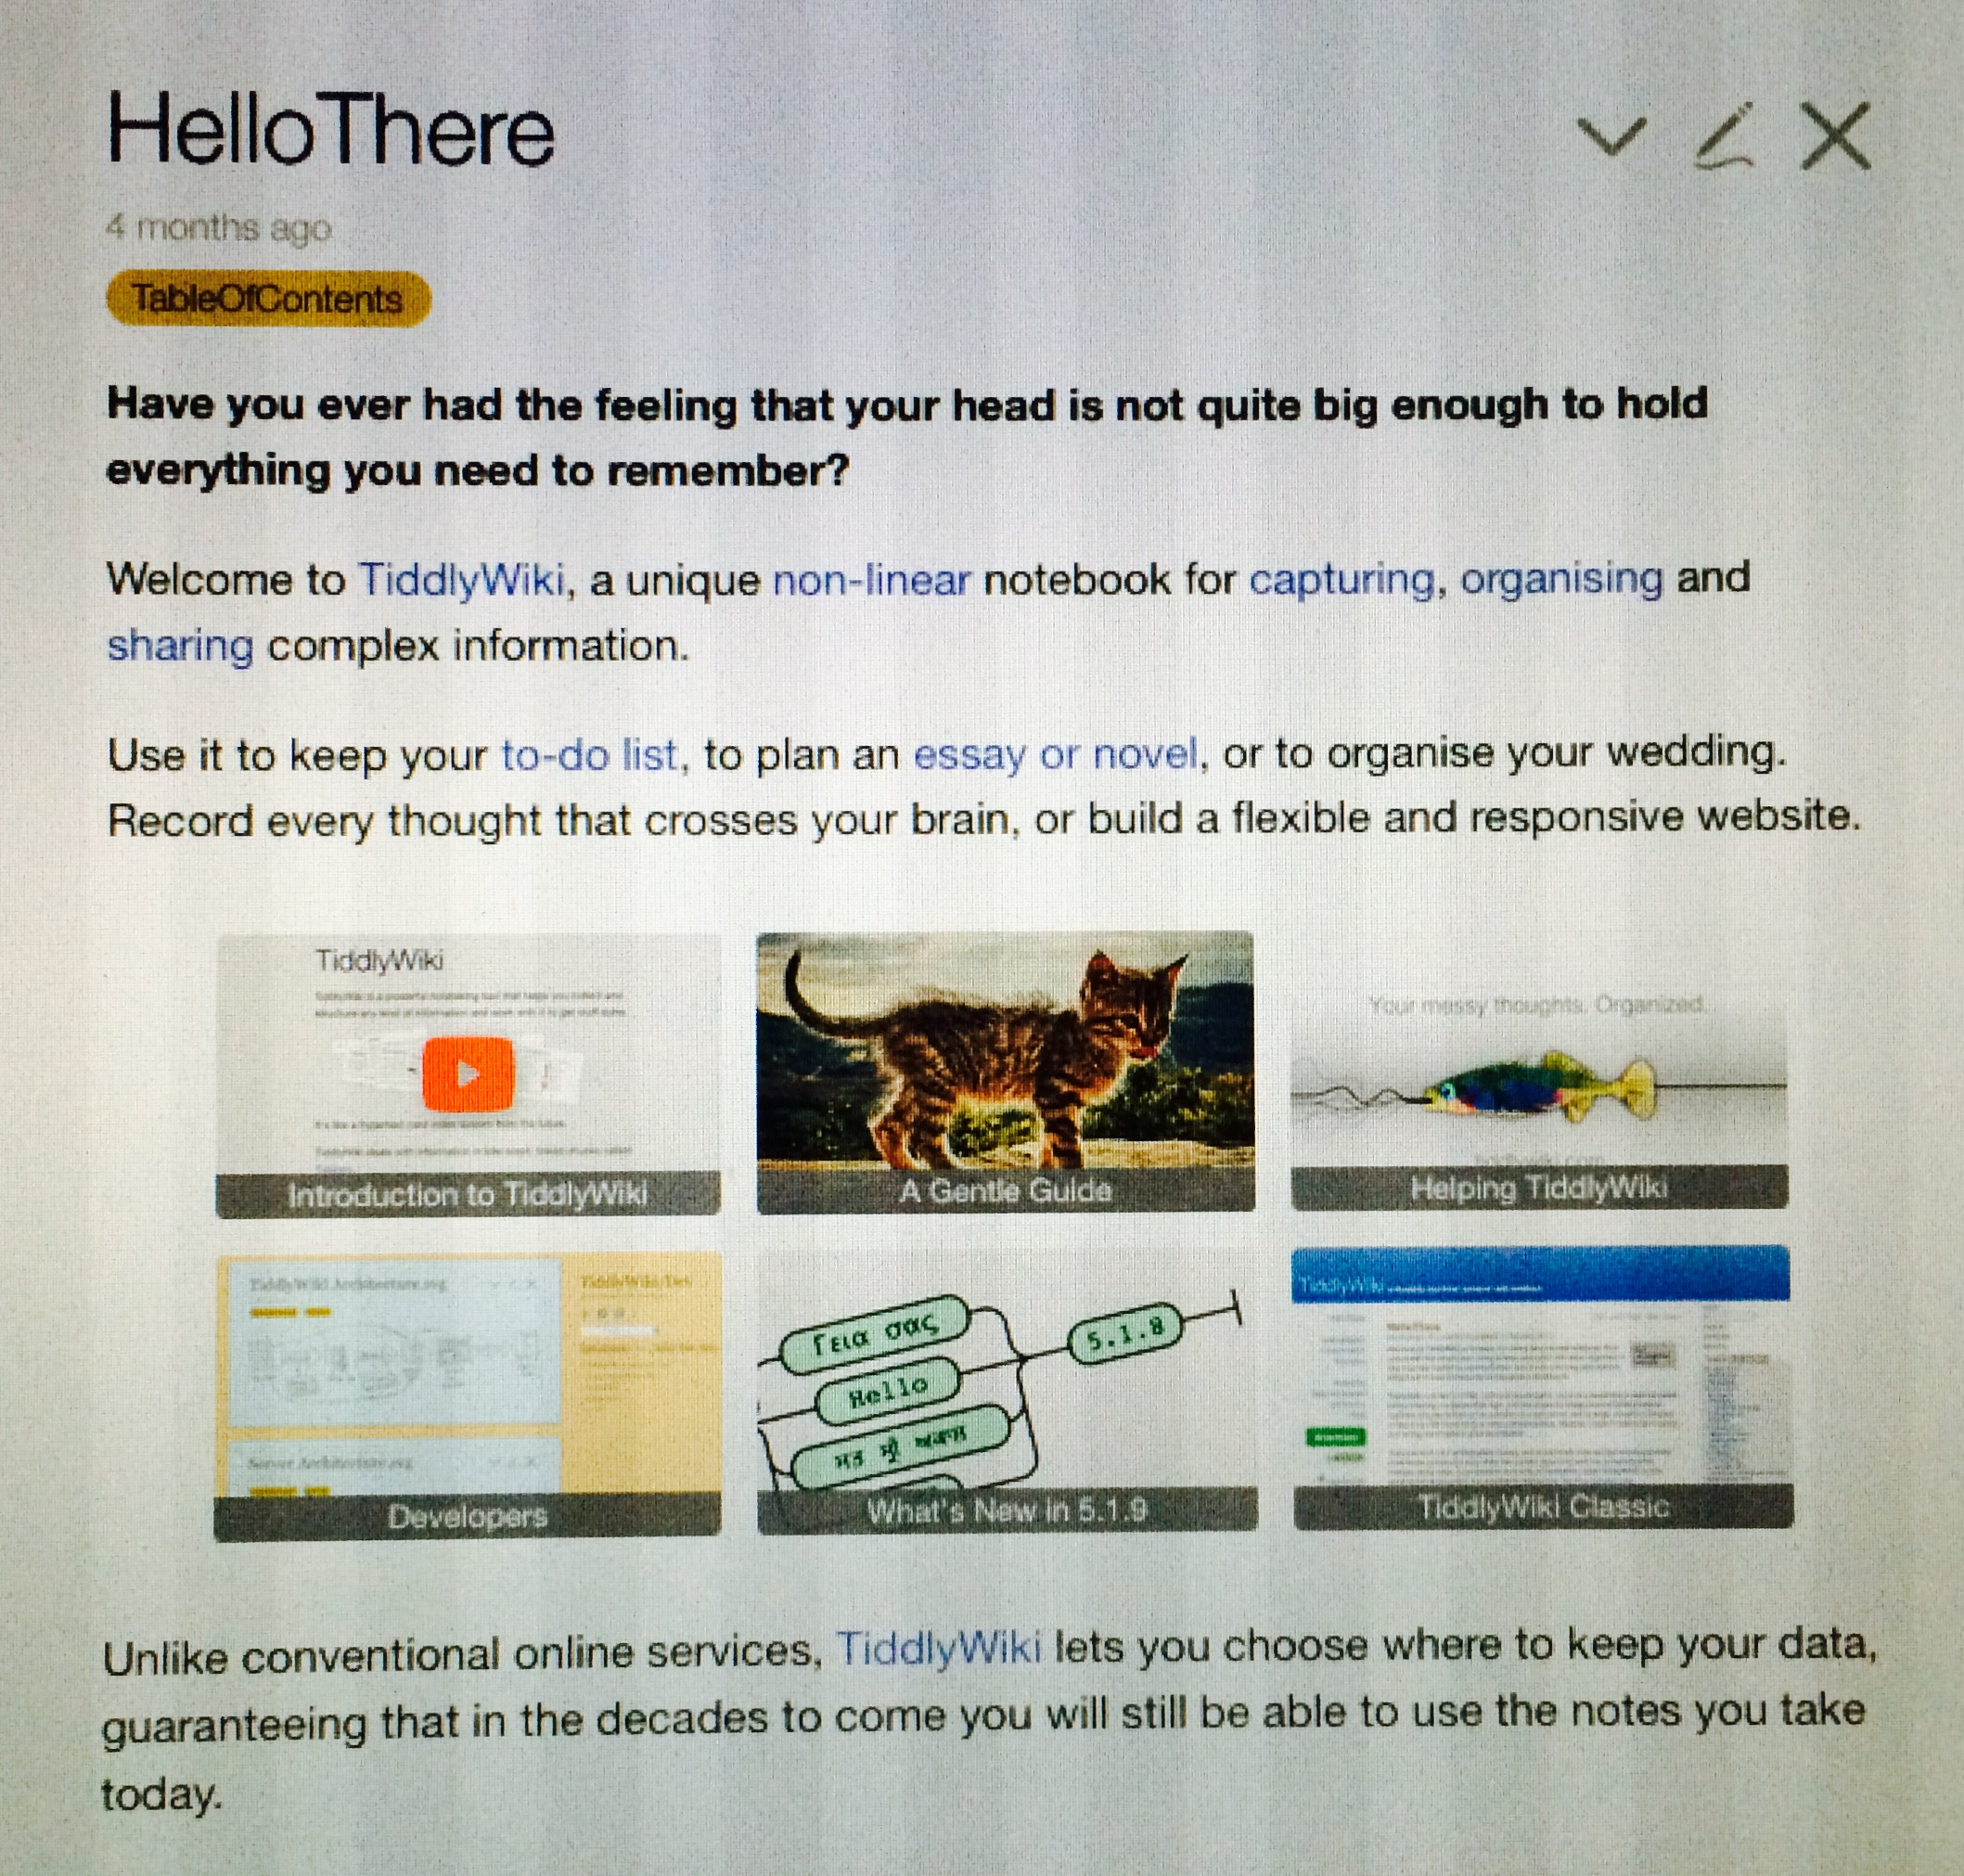 HelloThere
4 months ago
TableOfContents
Have you ever had the feeling that your head is not quite big enough to hold
everything you need to remember?
Welcome to TiddlyWiki, a unique non-linear notebook for capturing, organising and
sharing complex information.
Use it to keep your to-do list, to plan an essay or novel, or to organise your wedding.
Record every thought that crosses your brain, or build a flexible and responsive website.
TiddlyWiki
Introduction to TiddlyWiki
A Gentle Guide
Your messy thoughts. Organized.
Helping TiddlyWiki
TiddlyWiki Architecture.svg
Server Architecture.svg
Developers
Γεια σας
Hello
5.1.8
What's New in 5.1.9
TiddlyWiki
TiddlyWiki Classic
Unlike conventional online services, TiddlyWiki lets you choose where to keep your data,
guaranteeing that in the decades to come you will still be able to use the notes you take
today.